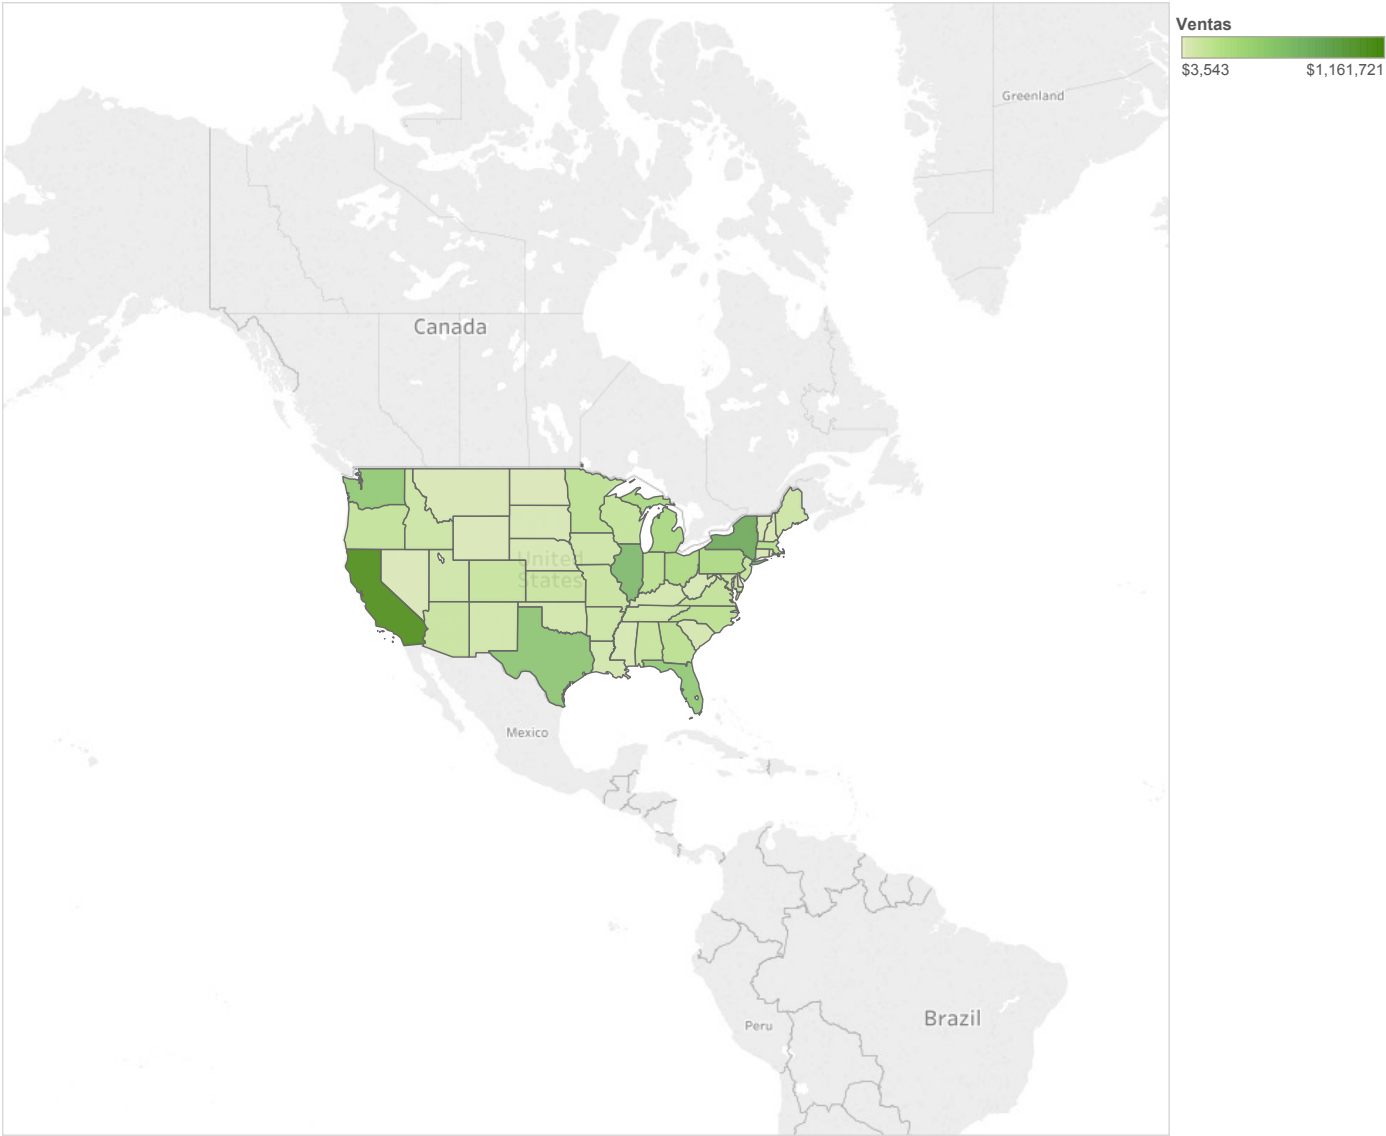 Ventas
$3,543 $1,161,721
Greenland
Canada
United
States
Mexico
Brazil
Peru